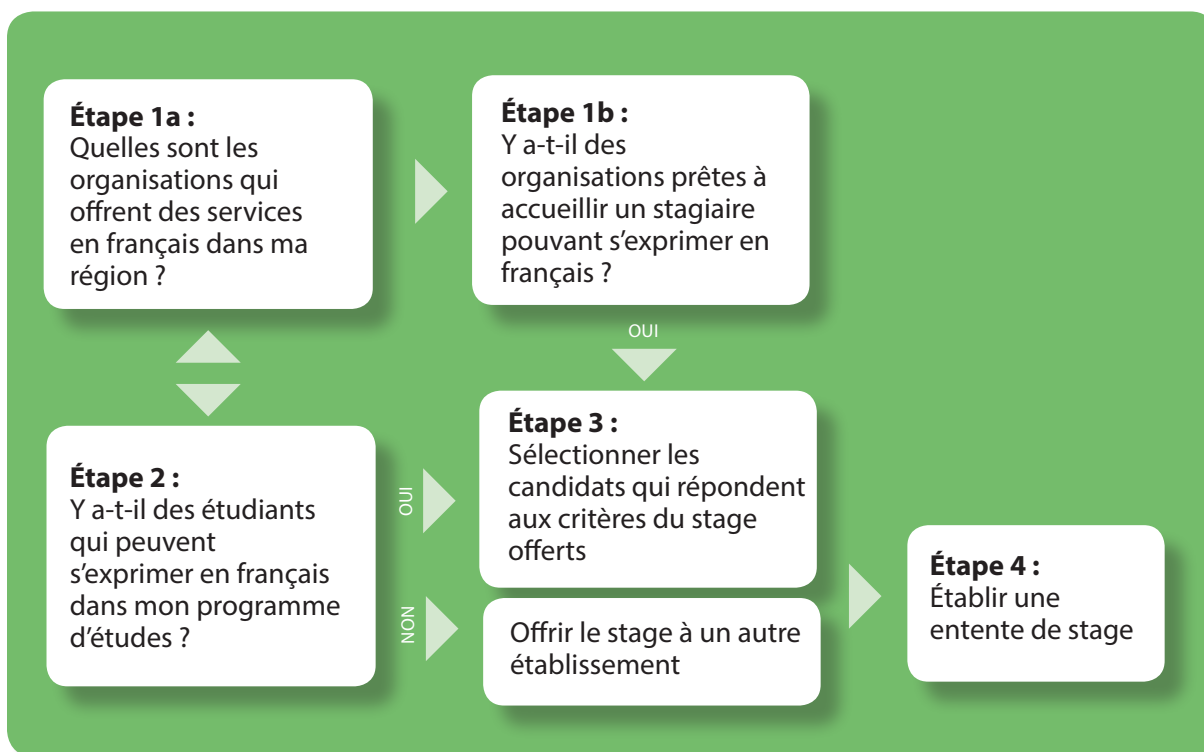 Étape 1a :
Quelles sont les
organisations qui
offrent des services
en français dans ma
région ?
Étape 1b :
Y a-t-il des
organisations prêtes à
accueillir un stagiaire
pouvant s’exprimer en
français ?
OUI
Étape 2 :
Y a-t-il des étudiants
qui peuvent
s’exprimer en français
dans mon programme
d’études ?
OUI
NON
Étape 3 :
Sélectionner les
candidats qui répondent
aux critères du stage
offerts
Offrir le stage à un autre
établissement
Étape 4 :
Établir une
entente de stage